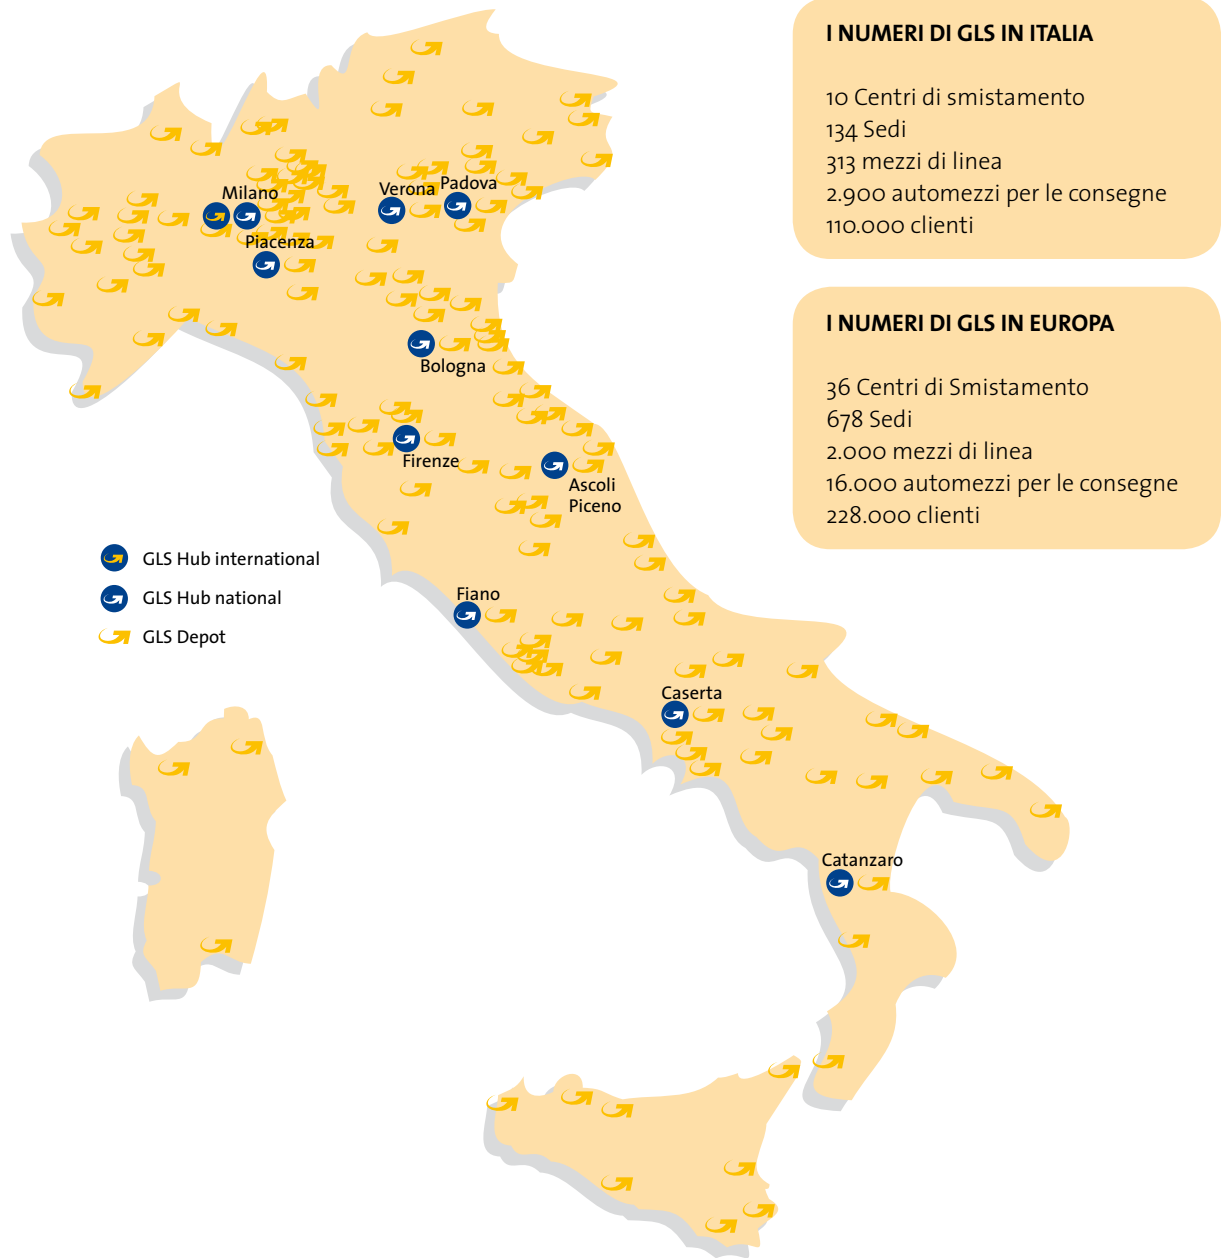 I NUMERI DI GLS IN ITALIA
10 Centri di smistamento
134 Sedi
313 mezzi di linea
2.900 automezzi per le consegne
110.000 clienti
I NUMERI DI GLS IN EUROPA
36 Centri di Smistamento
678 Sedi
2.000 mezzi di linea
16.000 automezzi per le consegne
228.000 clienti
Milano
Verona
Padova
Piacenza
Bologna
Firenze
Ascoli
Piceno
GLS Hub international
GLS Hub national
GLS Depot
Fiano
Caserta
Catanzaro